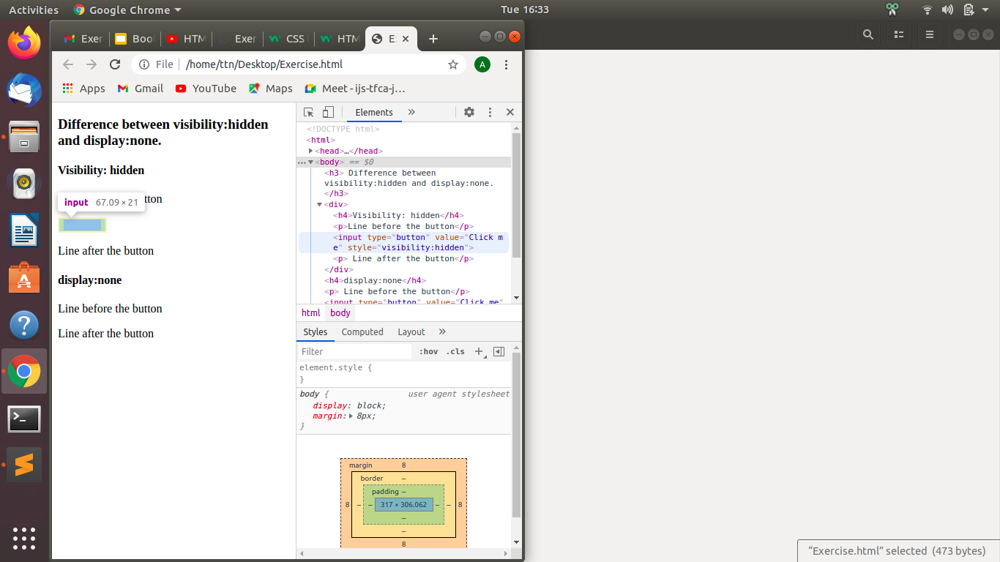 Activities
Google Chrome
Tue 16:33
Exer
Boo
HTM
Exer
CSS
HTM
E
File
/home/ttn/Desktop/Exercise.html
A
Apps
Gmail
YouTube
Maps
Meet - ijs-tfca-j…
Difference between visibility:hidden
and display:none.
Visibility: hidden
tton
input 67.09 × 21
Line after the button
display:none
Line before the button
Line after the button
Elements
<!DOCTYPE html>
<html>
<head>…</head>
<body> == $0
<h3> Difference between
visibility:hidden and display:none.
</h3>
<div>
<h4>Visibility: hidden</h4>
<p>Line before the button</p>
<input type="button" value="Click m
e" style="visibility:hidden">
<p> Line after the button</p>
</div>
<h4>display:none</h4>
<p> Line before the button</p>
<input type="button" value="Click me"
html body
Styles Computed Layout
Filter
:hov .cls
element.style {
}
body { user agent stylesheet
display: block;
margin: 8px;
}
margin 8
border –
padding –
8 – – 317 × 306.062 – – 8
–
–
8
"Exercise.html" selected (473 bytes)